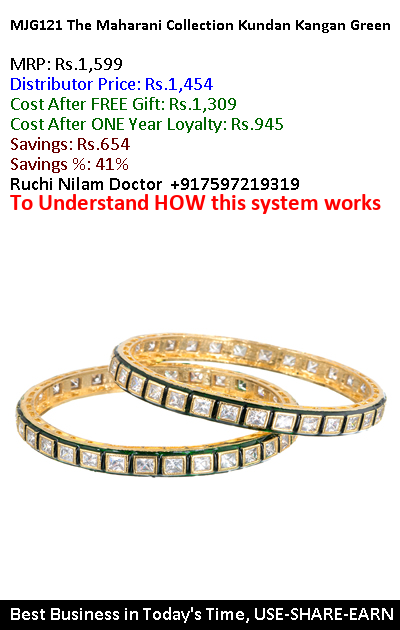 MJG121 The Maharani Collection Kundan Kangan Green
MRP: Rs.1,599
Distributor Price: Rs.1,454
Cost After FREE Gift: Rs.1,309
Cost After ONE Year Loyalty: Rs.945
Savings: Rs.654
Savings %: 41%
Ruchi Nilam Doctor +917597219319
To Understand HOW this system works
Best Business in Today's Time, USE-SHARE-EARN